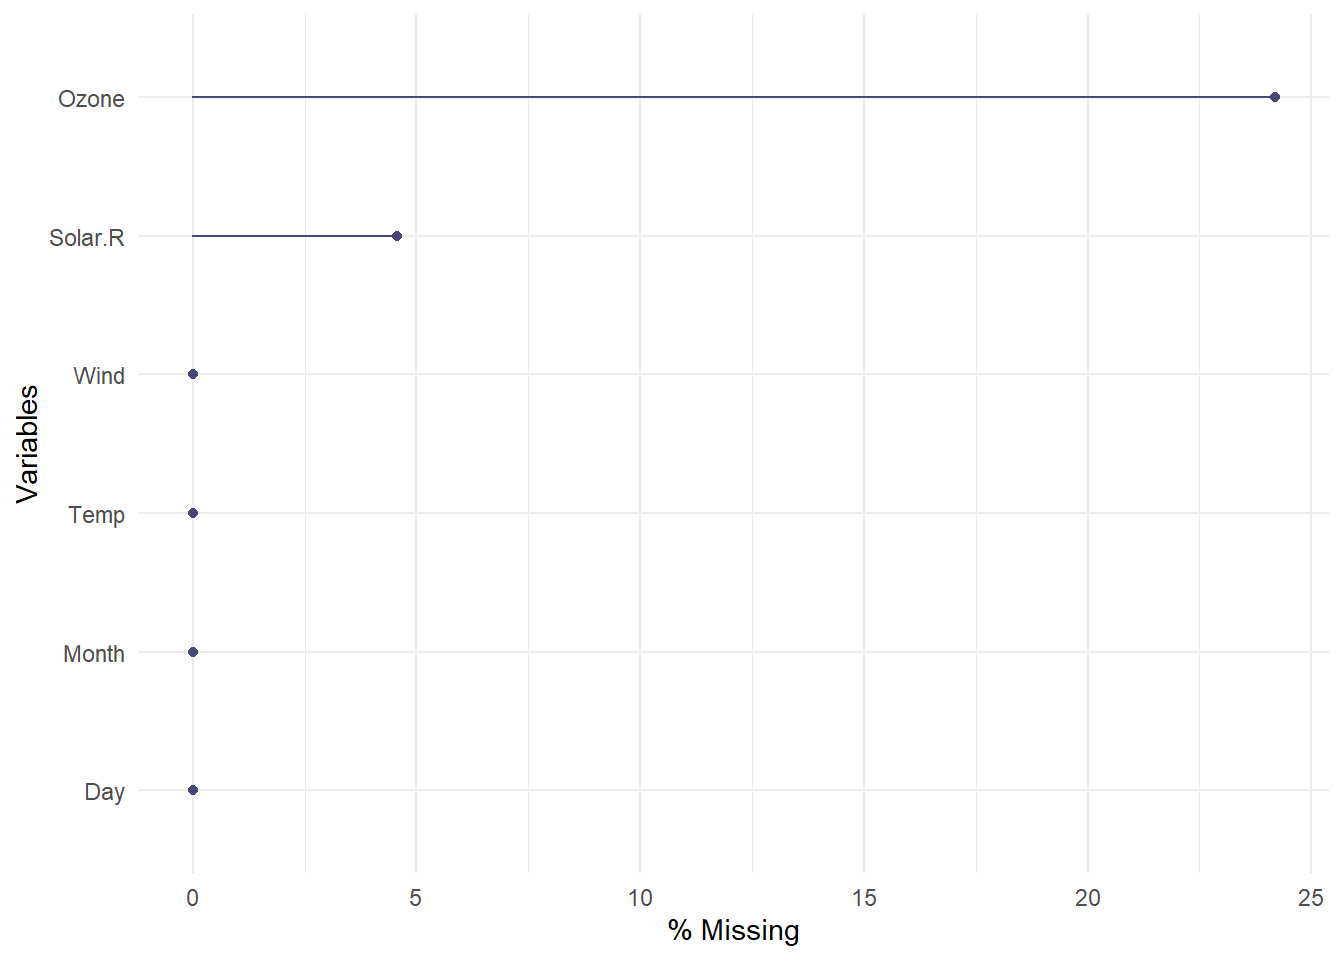 Ozone
Solar.R
Wind
Temp
Month
Day
Variables
0 5 10 15 20 25
% Missing